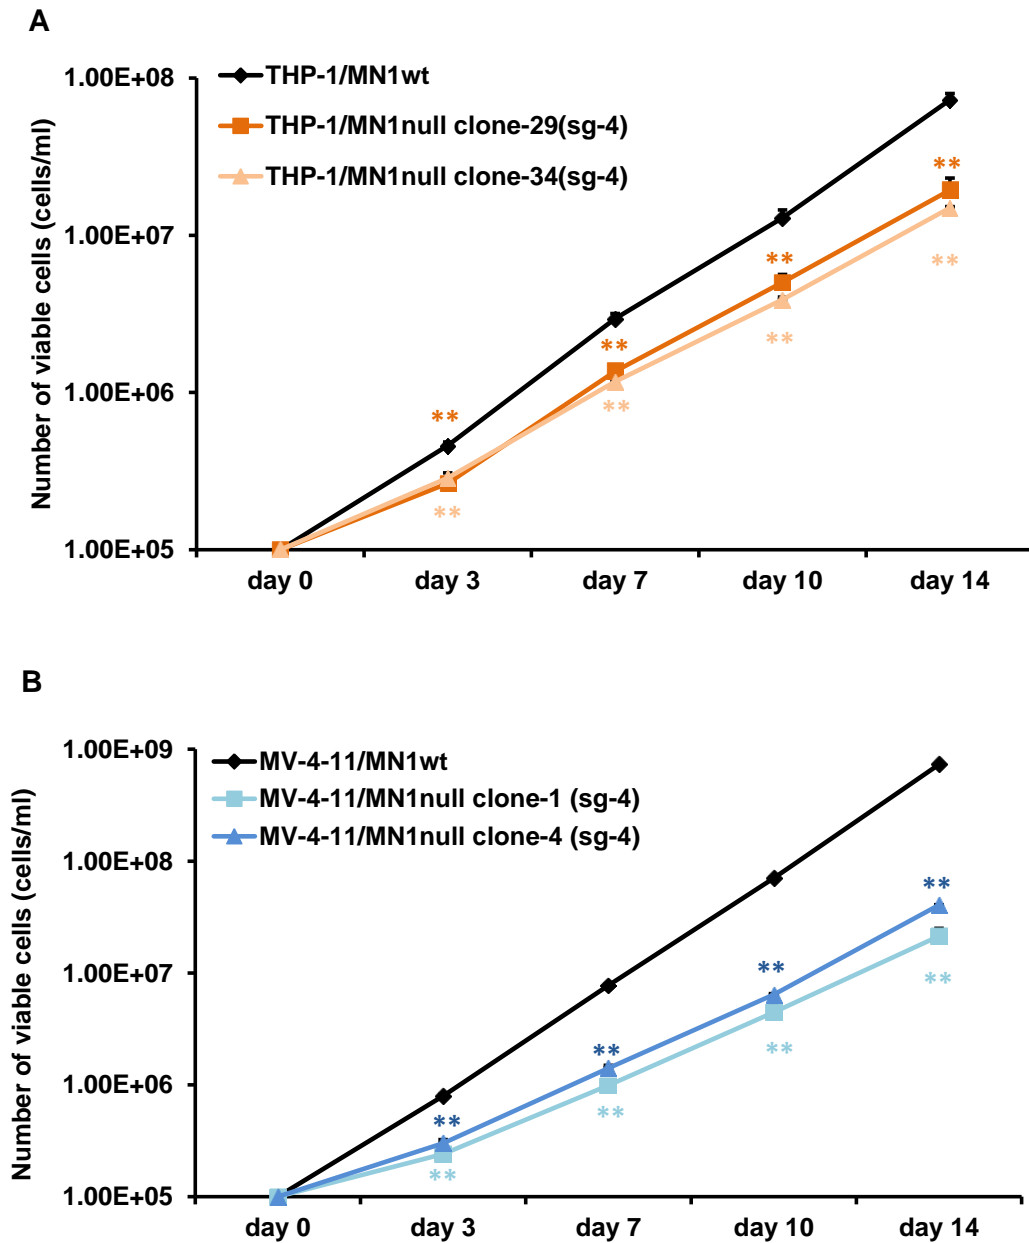 A
1.00E+08
THP-1/MN1wt
THP-1/MN1null clone-29(sg-4)
THP-1/MN1null clone-34(sg-4)
1.00E+07
1.00E+06
1.00E+05
Number of viable cells (cells/ml)
**
**
**
**
**
**
**
**
day 0 day 3 day 7 day 10 day 14
B
1.00E+09
MV-4-11/MN1wt
MV-4-11/MN1null clone-1 (sg-4)
MV-4-11/MN1null clone-4 (sg-4)
1.00E+08
1.00E+07
1.00E+06
1.00E+05
Number of viable cells (cells/ml)
**
**
**
**
**
**
**
**
day 0 day 3 day 7 day 10 day 14